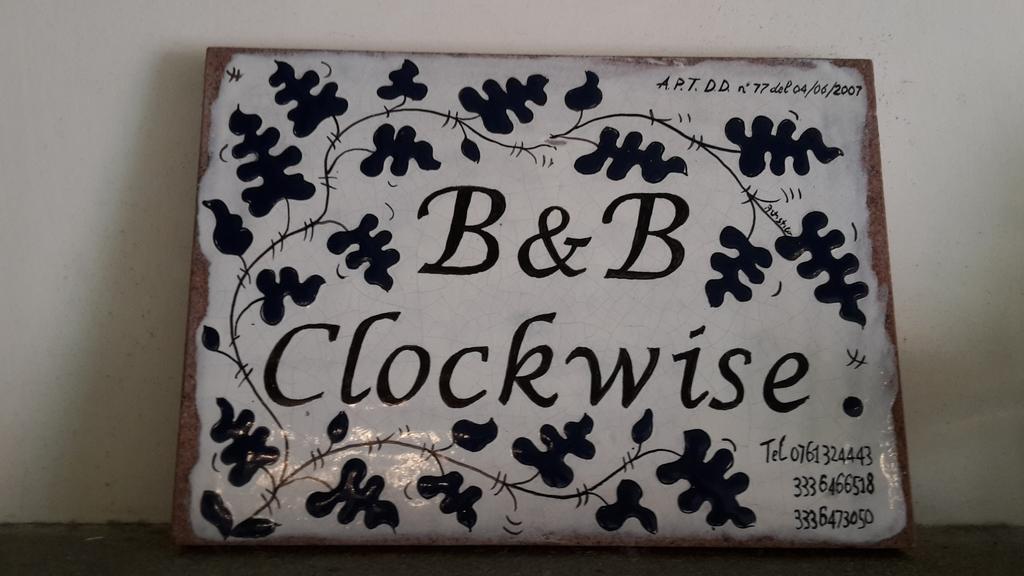 A.P.T. D.D. n° 77 del 04/06/2007
B&B
Clockwise
Tel 0761324443
3336466518
3336473050